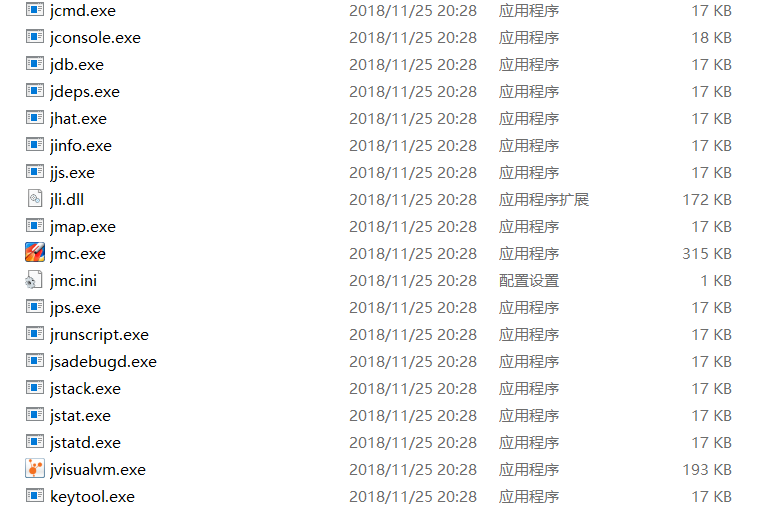 jcmd.exe 2018/11/25 20:28 应用程序 17 KB
jconsole.exe 2018/11/25 20:28 应用程序 18 KB
jdb.exe 2018/11/25 20:28 应用程序 17 KB
jdeps.exe 2018/11/25 20:28 应用程序 17 KB
jhat.exe 2018/11/25 20:28 应用程序 17 KB
jinfo.exe 2018/11/25 20:28 应用程序 17 KB
jjs.exe 2018/11/25 20:28 应用程序 17 KB
jli.dll 2018/11/25 20:28 应用程序扩展 172 KB
jmap.exe 2018/11/25 20:28 应用程序 17 KB
jmc.exe 2018/11/25 20:28 应用程序 315 KB
jmc.ini 2018/11/25 20:28 配置设置 1 KB
jps.exe 2018/11/25 20:28 应用程序 17 KB
jrunscript.exe 2018/11/25 20:28 应用程序 17 KB
jsadebugd.exe 2018/11/25 20:28 应用程序 17 KB
jstack.exe 2018/11/25 20:28 应用程序 17 KB
jstat.exe 2018/11/25 20:28 应用程序 17 KB
jstatd.exe 2018/11/25 20:28 应用程序 17 KB
jvisualvm.exe 2018/11/25 20:28 应用程序 193 KB
keytool.exe 2018/11/25 20:28 应用程序 17 KB